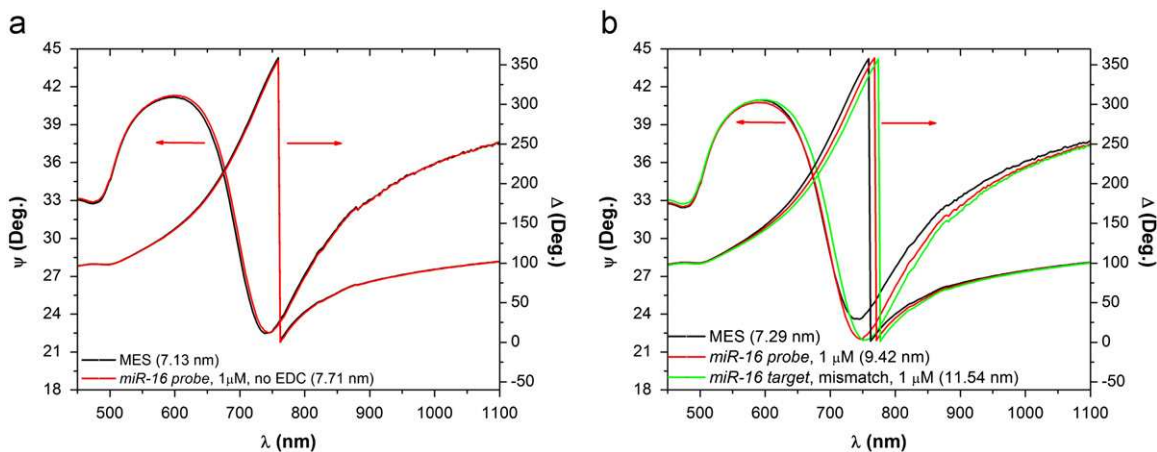 a
45
42
39
36
33
30
27
24
21
18
ψ (Deg.)
350
300
250
200
150
100
50
0
-50
Δ (Deg.)
MES (7.13 nm)
miR-16 probe, 1μM, no EDC (7.71 nm)
500 600 700 800 900 1000 1100
λ (nm)
b
45
42
39
36
33
30
27
24
21
18
ψ (Deg.)
350
300
250
200
150
100
50
0
-50
Δ (Deg.)
MES (7.29 nm)
miR-16 probe, 1 μM (9.42 nm)
miR-16 target, mismatch, 1 μM (11.54 nm)
500 600 700 800 900 1000 1100
λ (nm)